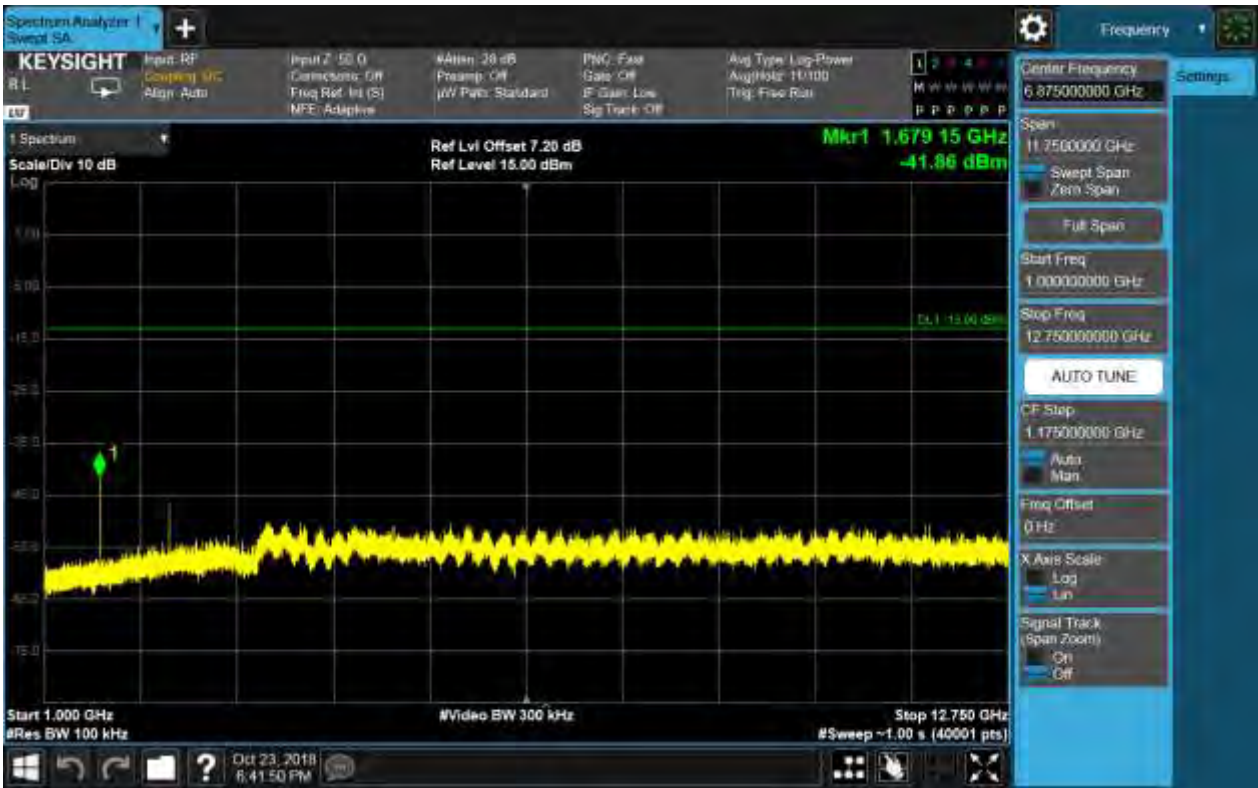 Spectrum Analyzer 1
Swept SA
+
Frequency
KEYSIGHT
Input: RF
Coupling: DC
Align: Auto
Input Z: 50 Ω
Corrections: Off
Freq Ref: Int (S)
NFE: Adaptive
#Atten: 20 dB
Preamp: Off
µW Path: Standard
PNO: Fast
Gate: Off
IF Gain: Low
Sig Track: Off
Avg Type: Log-Power
Avg|Hold: 11/100
Trig: Free Run
P P P P P P
LXI
Settings
Center Frequency
6.875000000 GHz
Span
11.7500000 GHz
Swept Span
Zero Span
Full Span
Start Freq
1.000000000 GHz
Stop Freq
12.750000000 GHz
AUTO TUNE
CF Step
1.175000000 GHz
Auto
Man
Freq Offset
0 Hz
X Axis Scale
Log
Lin
Signal Track
(Span Zoom)
On
Off
1 Spectrum
Scale/Div 10 dB
Log
Ref Lvl Offset 7.20 dB
Ref Level 15.00 dBm
Mkr1 1.679 15 GHz
-41.86 dBm
1
Start 1.000 GHz
#Res BW 100 kHz
#Video BW 300 kHz
Stop 12.750 GHz
#Sweep ~1.00 s (40001 pts)
?
Oct 23, 2018
6:41:50 PM